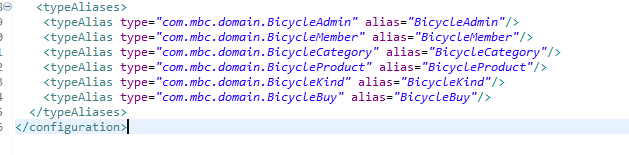 <typeAliases>
<typeAlias type="com.mbc.domain.BicycleAdmin" alias="BicycleAdmin"/>
<typeAlias type="com.mbc.domain.BicycleMember" alias="BicycleMember"/>
<typeAlias type="com.mbc.domain.BicycleCategory" alias="BicycleCategory"/>
<typeAlias type="com.mbc.domain.BicycleProduct" alias="BicycleProduct"/>
<typeAlias type="com.mbc.domain.BicycleKind" alias="BicycleKind"/>
<typeAlias type="com.mbc.domain.BicycleBuy" alias="BicycleBuy"/>
</typeAliases>
</configuration>